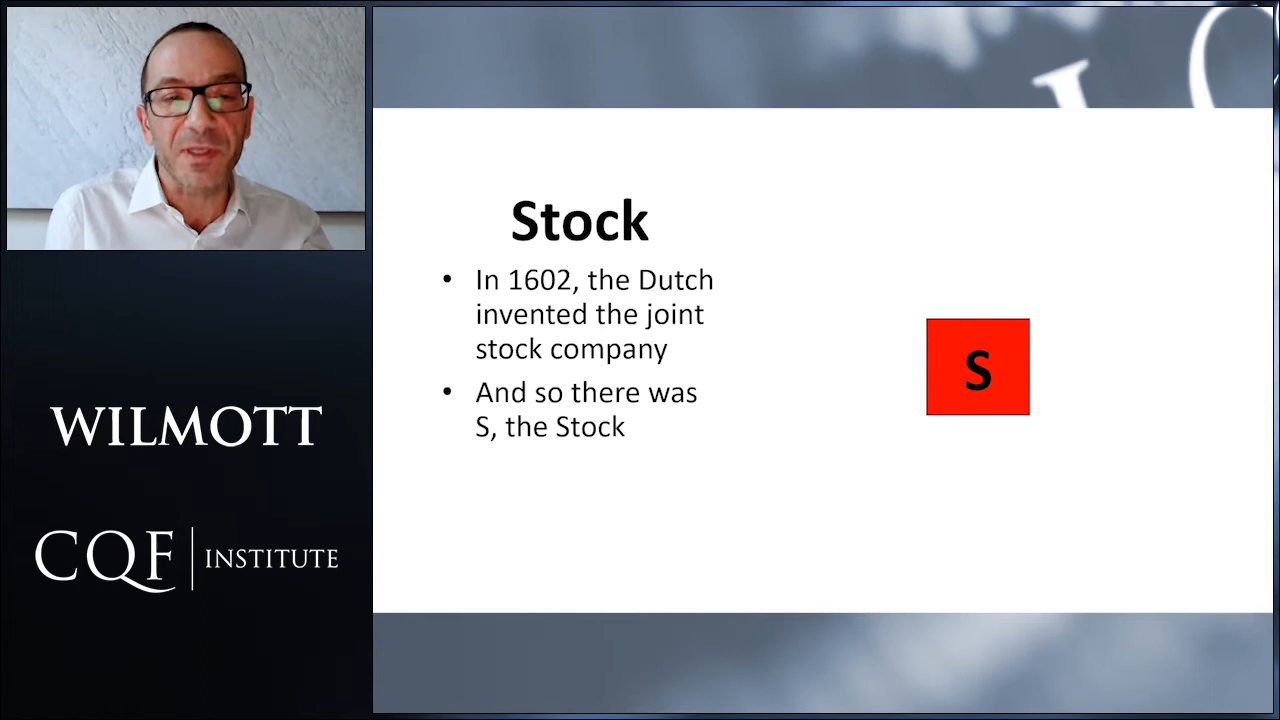 Stock
• In 1602, the Dutch
invented the joint
stock company
• And so there was
S, the Stock
S
WILMOTT
CQF | INSTITUTE